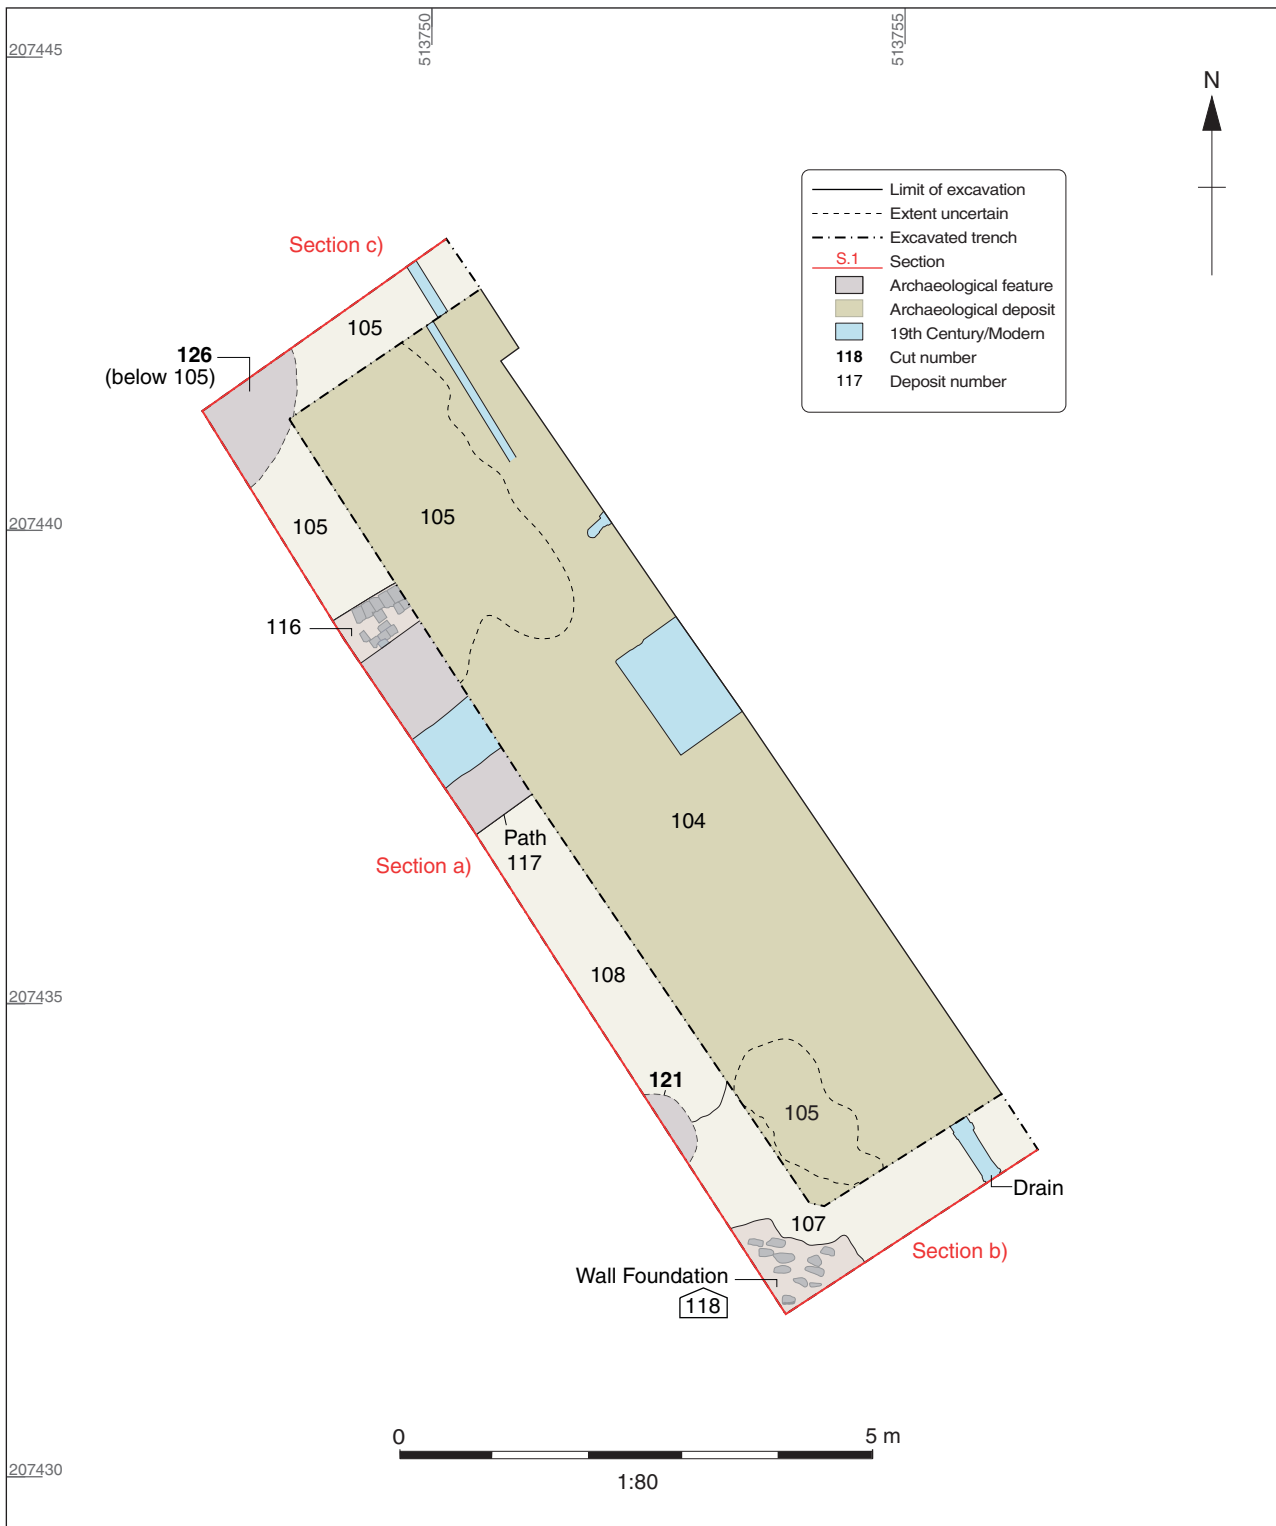 513750
513755
207445
N
Limit of excavation
Extent uncertain
Excavated trench
S.1 Section
Archaeological feature
Archaeological deposit
19th Century/Modern
118 Cut number
117 Deposit number
Section c)
105
126
(below 105)
207440
105
105
116
104
Path
117
Section a)
108
207435
121
105
Drain
107
Section b)
Wall Foundation
118
0
5 m
1:80
207430